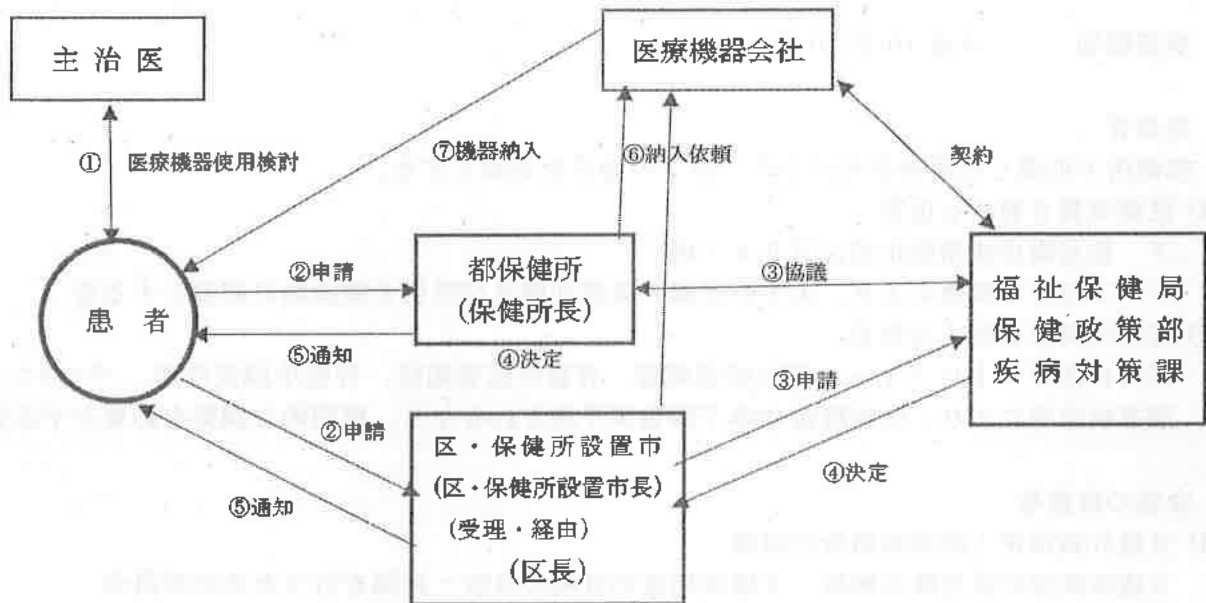 主治医
医療機器会社
① 医療機器使用検討
⑦機器納入
⑥納入依頼
契約
患者
②申請
都保健所
(保健所長)
③協議
福祉保健局
保健政策部
疾病対策課
⑤通知
④決定
②申請
③申請
区・保健所設置市
(区・保健所設置市長)
(受理・経由)
(区長)
④決定
⑤通知